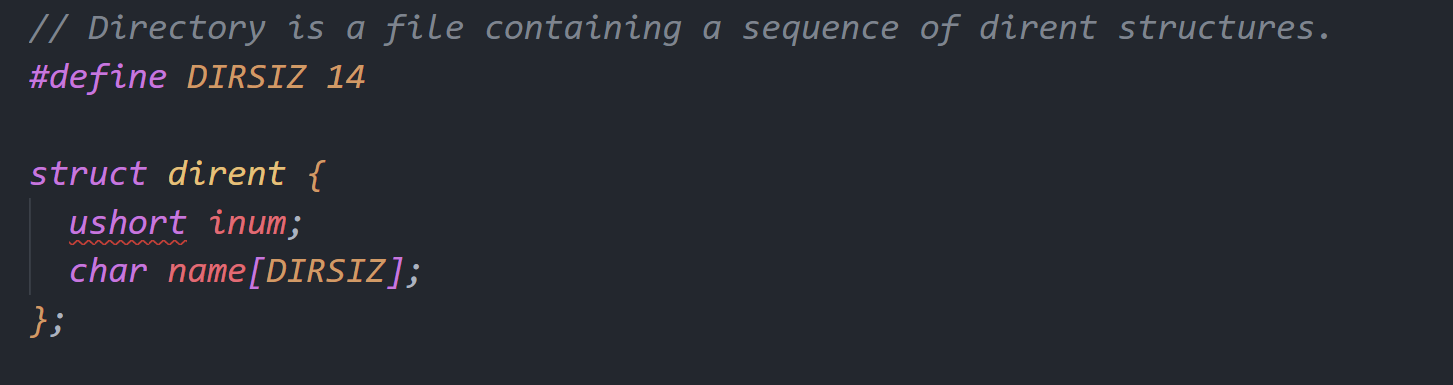 // Directory is a file containing a sequence of dirent structures.
#define DIRSIZ 14
struct dirent {
  ushort inum;
  char name[DIRSIZ];
};